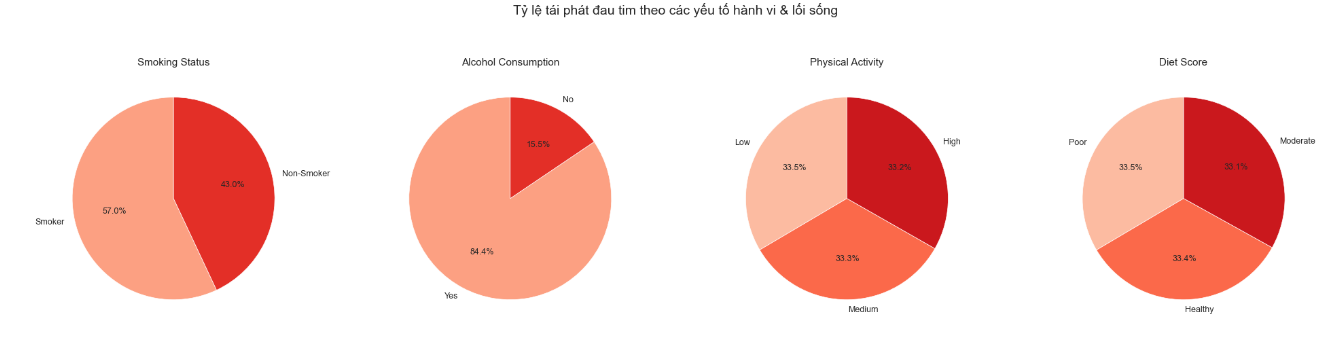 Tỷ lệ tái phát đau tim theo các yếu tố hành vi & lối sống
Smoking Status
Non-Smoker
43.0%
57.0%
Smoker
Alcohol Consumption
No
15.6%
84.4%
Yes
Physical Activity
Low
High
33.5%
33.2%
33.3%
Medium
Diet Score
Poor
Moderate
33.5%
33.1%
33.4%
Healthy